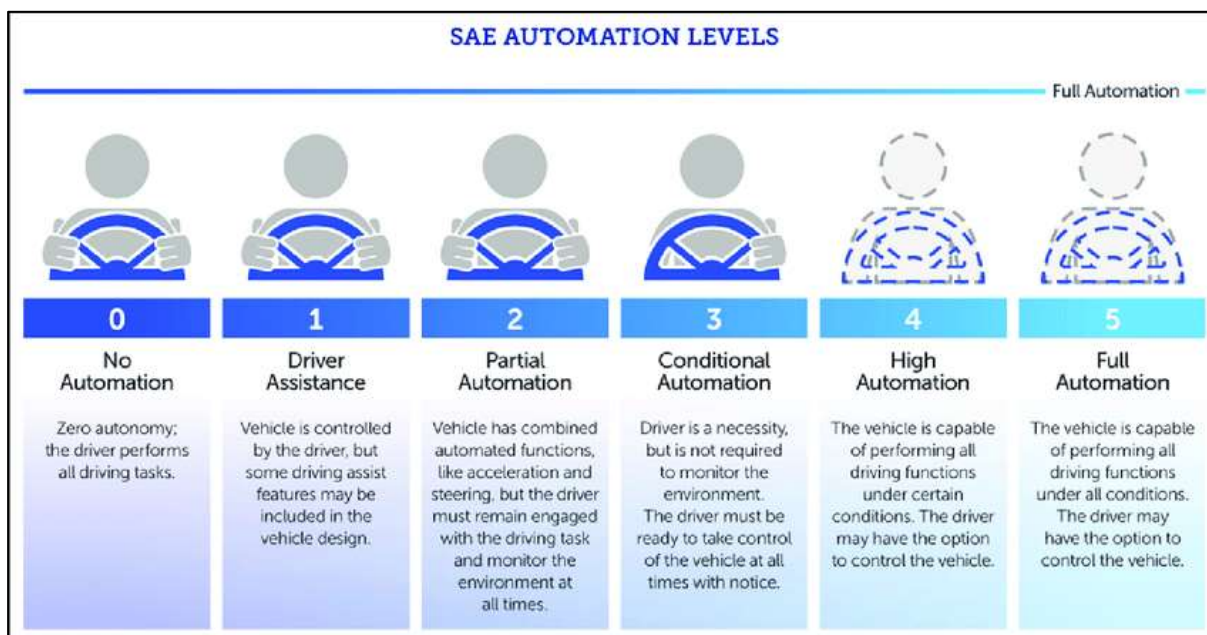 SAE AUTOMATION LEVELS
Full Automation
0
No
Automation
Zero autonomy;
the driver performs
all driving tasks.
1
Driver
Assistance
Vehicle is controlled
by the driver, but
some driving assist
features may be
included in the
vehicle design.
2
Partial
Automation
Vehicle has combined
automated functions,
like acceleration and
steering, but the driver
must remain engaged
with the driving task
and monitor the
environment at
all times.
3
Conditional
Automation
Driver is a necessity,
but is not required
to monitor the
environment.
The driver must be
ready to take control
of the vehicle at all
times with notice.
4
High
Automation
The vehicle is capable
of performing all
driving functions
under certain
conditions. The driver
may have the option
to control the vehicle.
5
Full
Automation
The vehicle is capable
of performing all
driving functions
under all conditions.
The driver may
have the option to
control the vehicle.